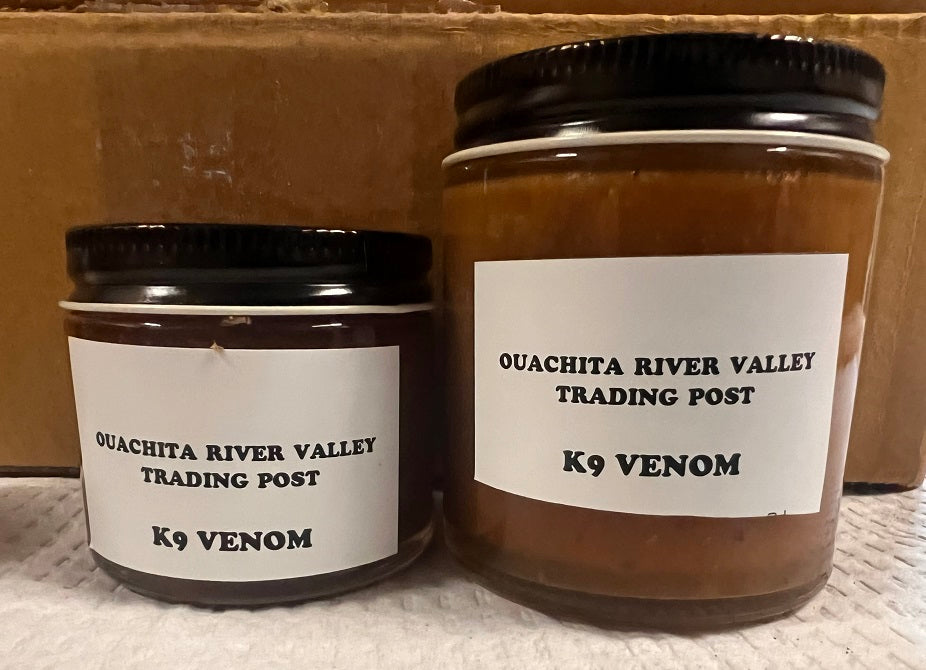 OUACHITA RIVER VALLEY
TRADING POST
K9 VENOM
OUACHITA RIVER VALLEY
TRADING POST
K9 VENOM